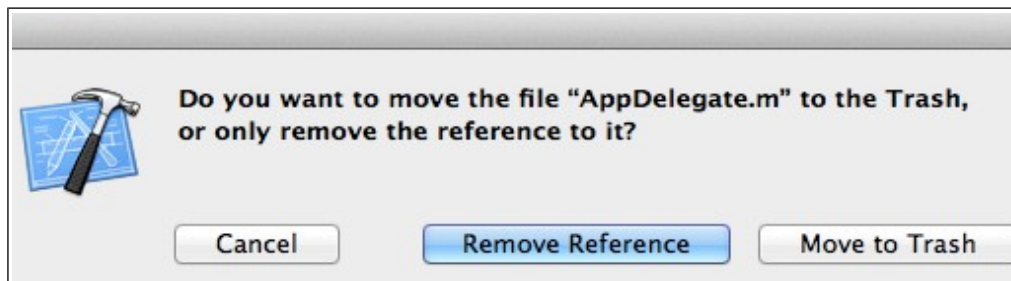 Do you want to move the file “AppDelegate.m” to the Trash,
or only remove the reference to it?
Cancel Remove Reference Move to Trash